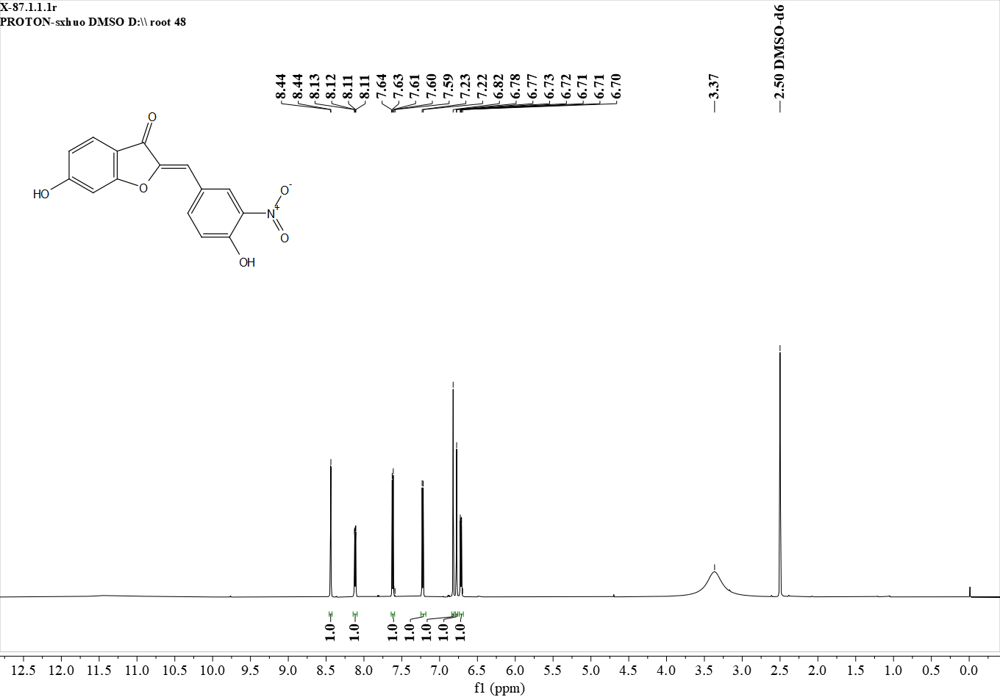 X-87.1.1.1r
PROTON-sxhuo DMSO D:\\ root 48
8.44
8.44
8.13
8.12
8.11
8.11
7.64
7.63
7.61
7.60
7.59
7.23
7.22
6.82
6.78
6.77
6.73
6.72
6.71
6.71
6.70
3.37
2.50 DMSO-d6
O
HO
O
O-
N+
O
OH
1.0
1.0
1.0
1.0
1.0
1.0
1.0
12.5 12.0 11.5 11.0 10.5 10.0 9.5 9.0 8.5 8.0 7.5 7.0 6.5 6.0 5.5 5.0 4.5 4.0 3.5 3.0 2.5 2.0 1.5 1.0 0.5 0.0
f1 (ppm)